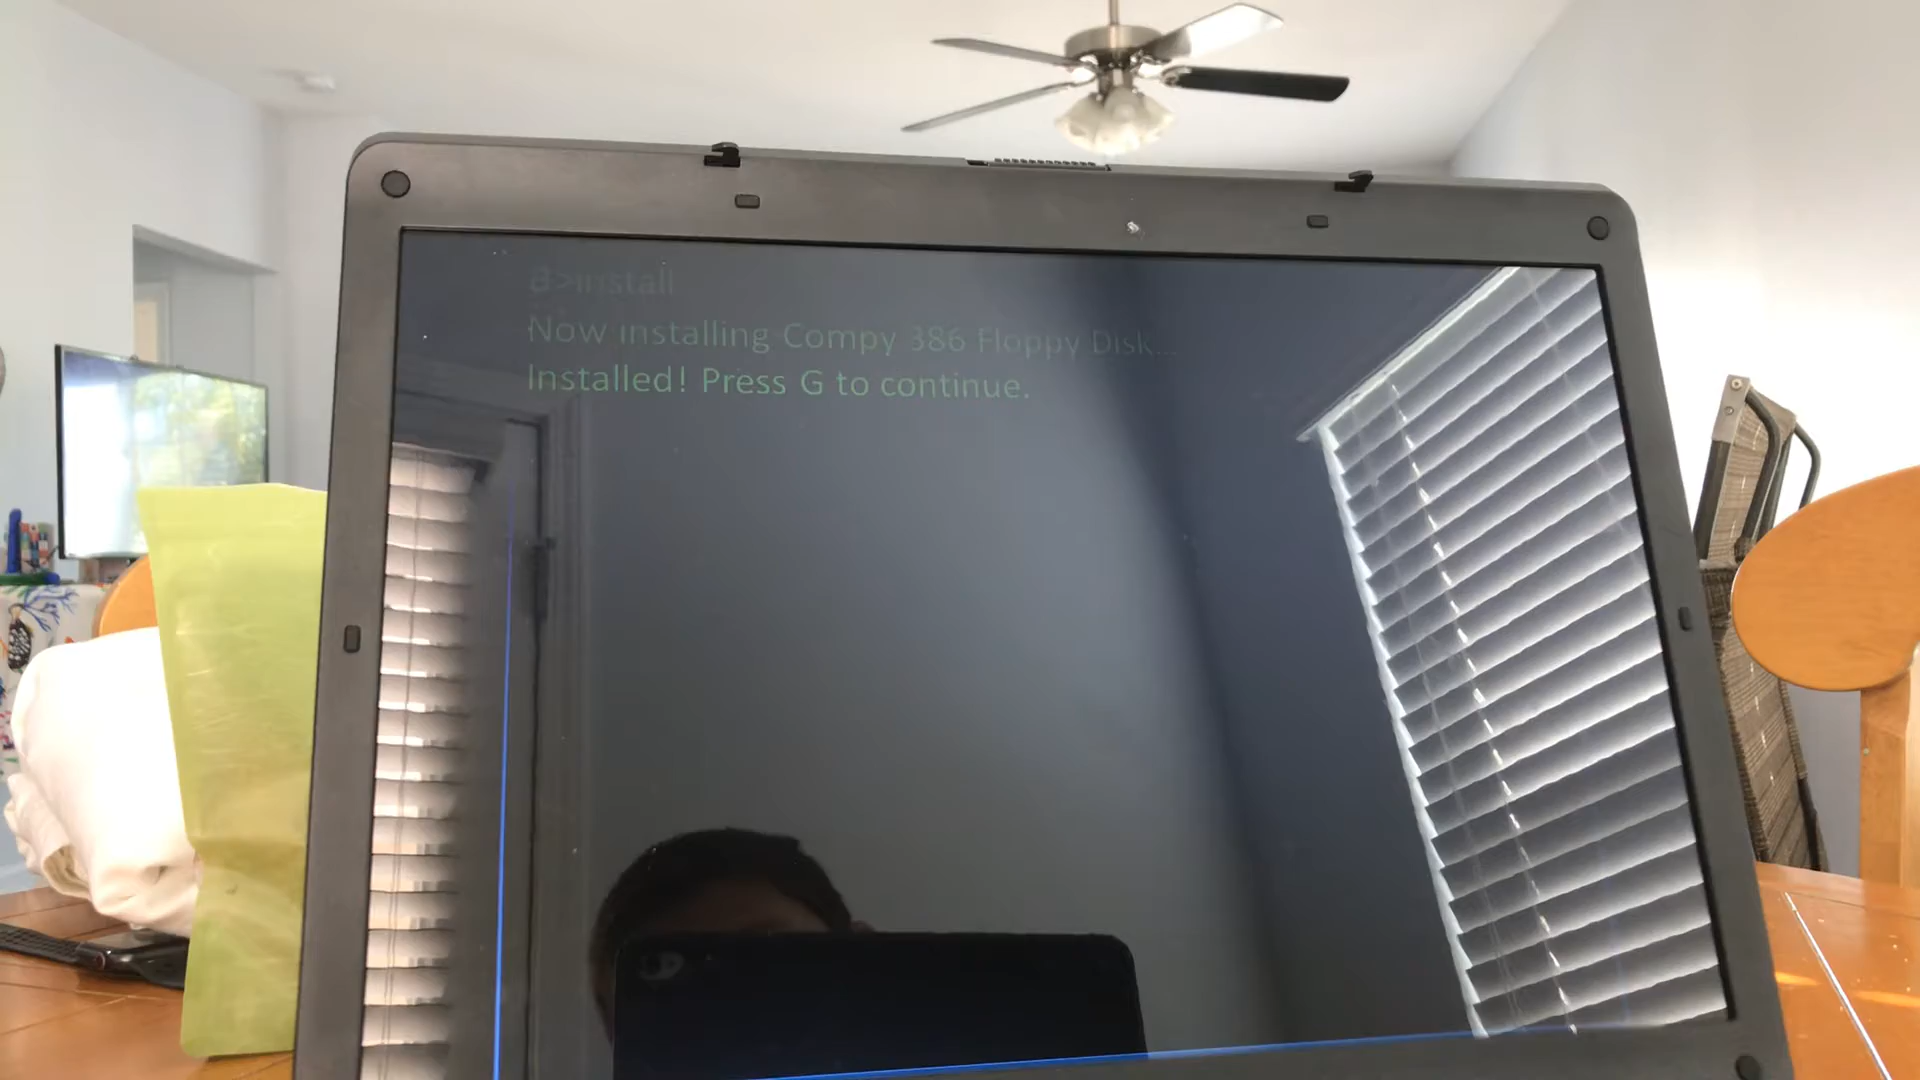 a>install
Now installing Compy 386 Floppy Disk...
Installed! Press G to continue.